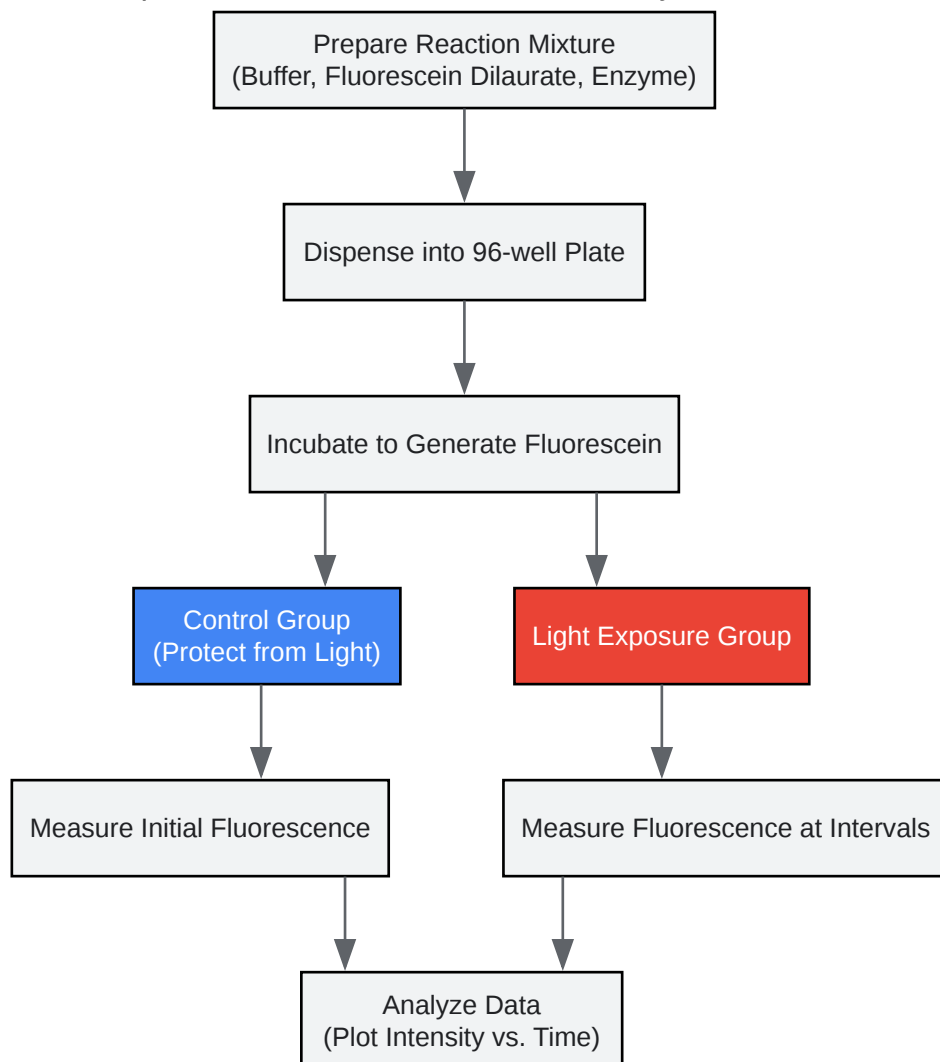 Prepare Reaction Mixture
(Buffer, Fluorescein Dilaurate, Enzyme)
Dispense into 96-well Plate
Incubate to Generate Fluorescein
Control Group
(Protect from Light)
Light Exposure Group
Measure Initial Fluorescence
Measure Fluorescence at Intervals
Analyze Data
(Plot Intensity vs. Time)